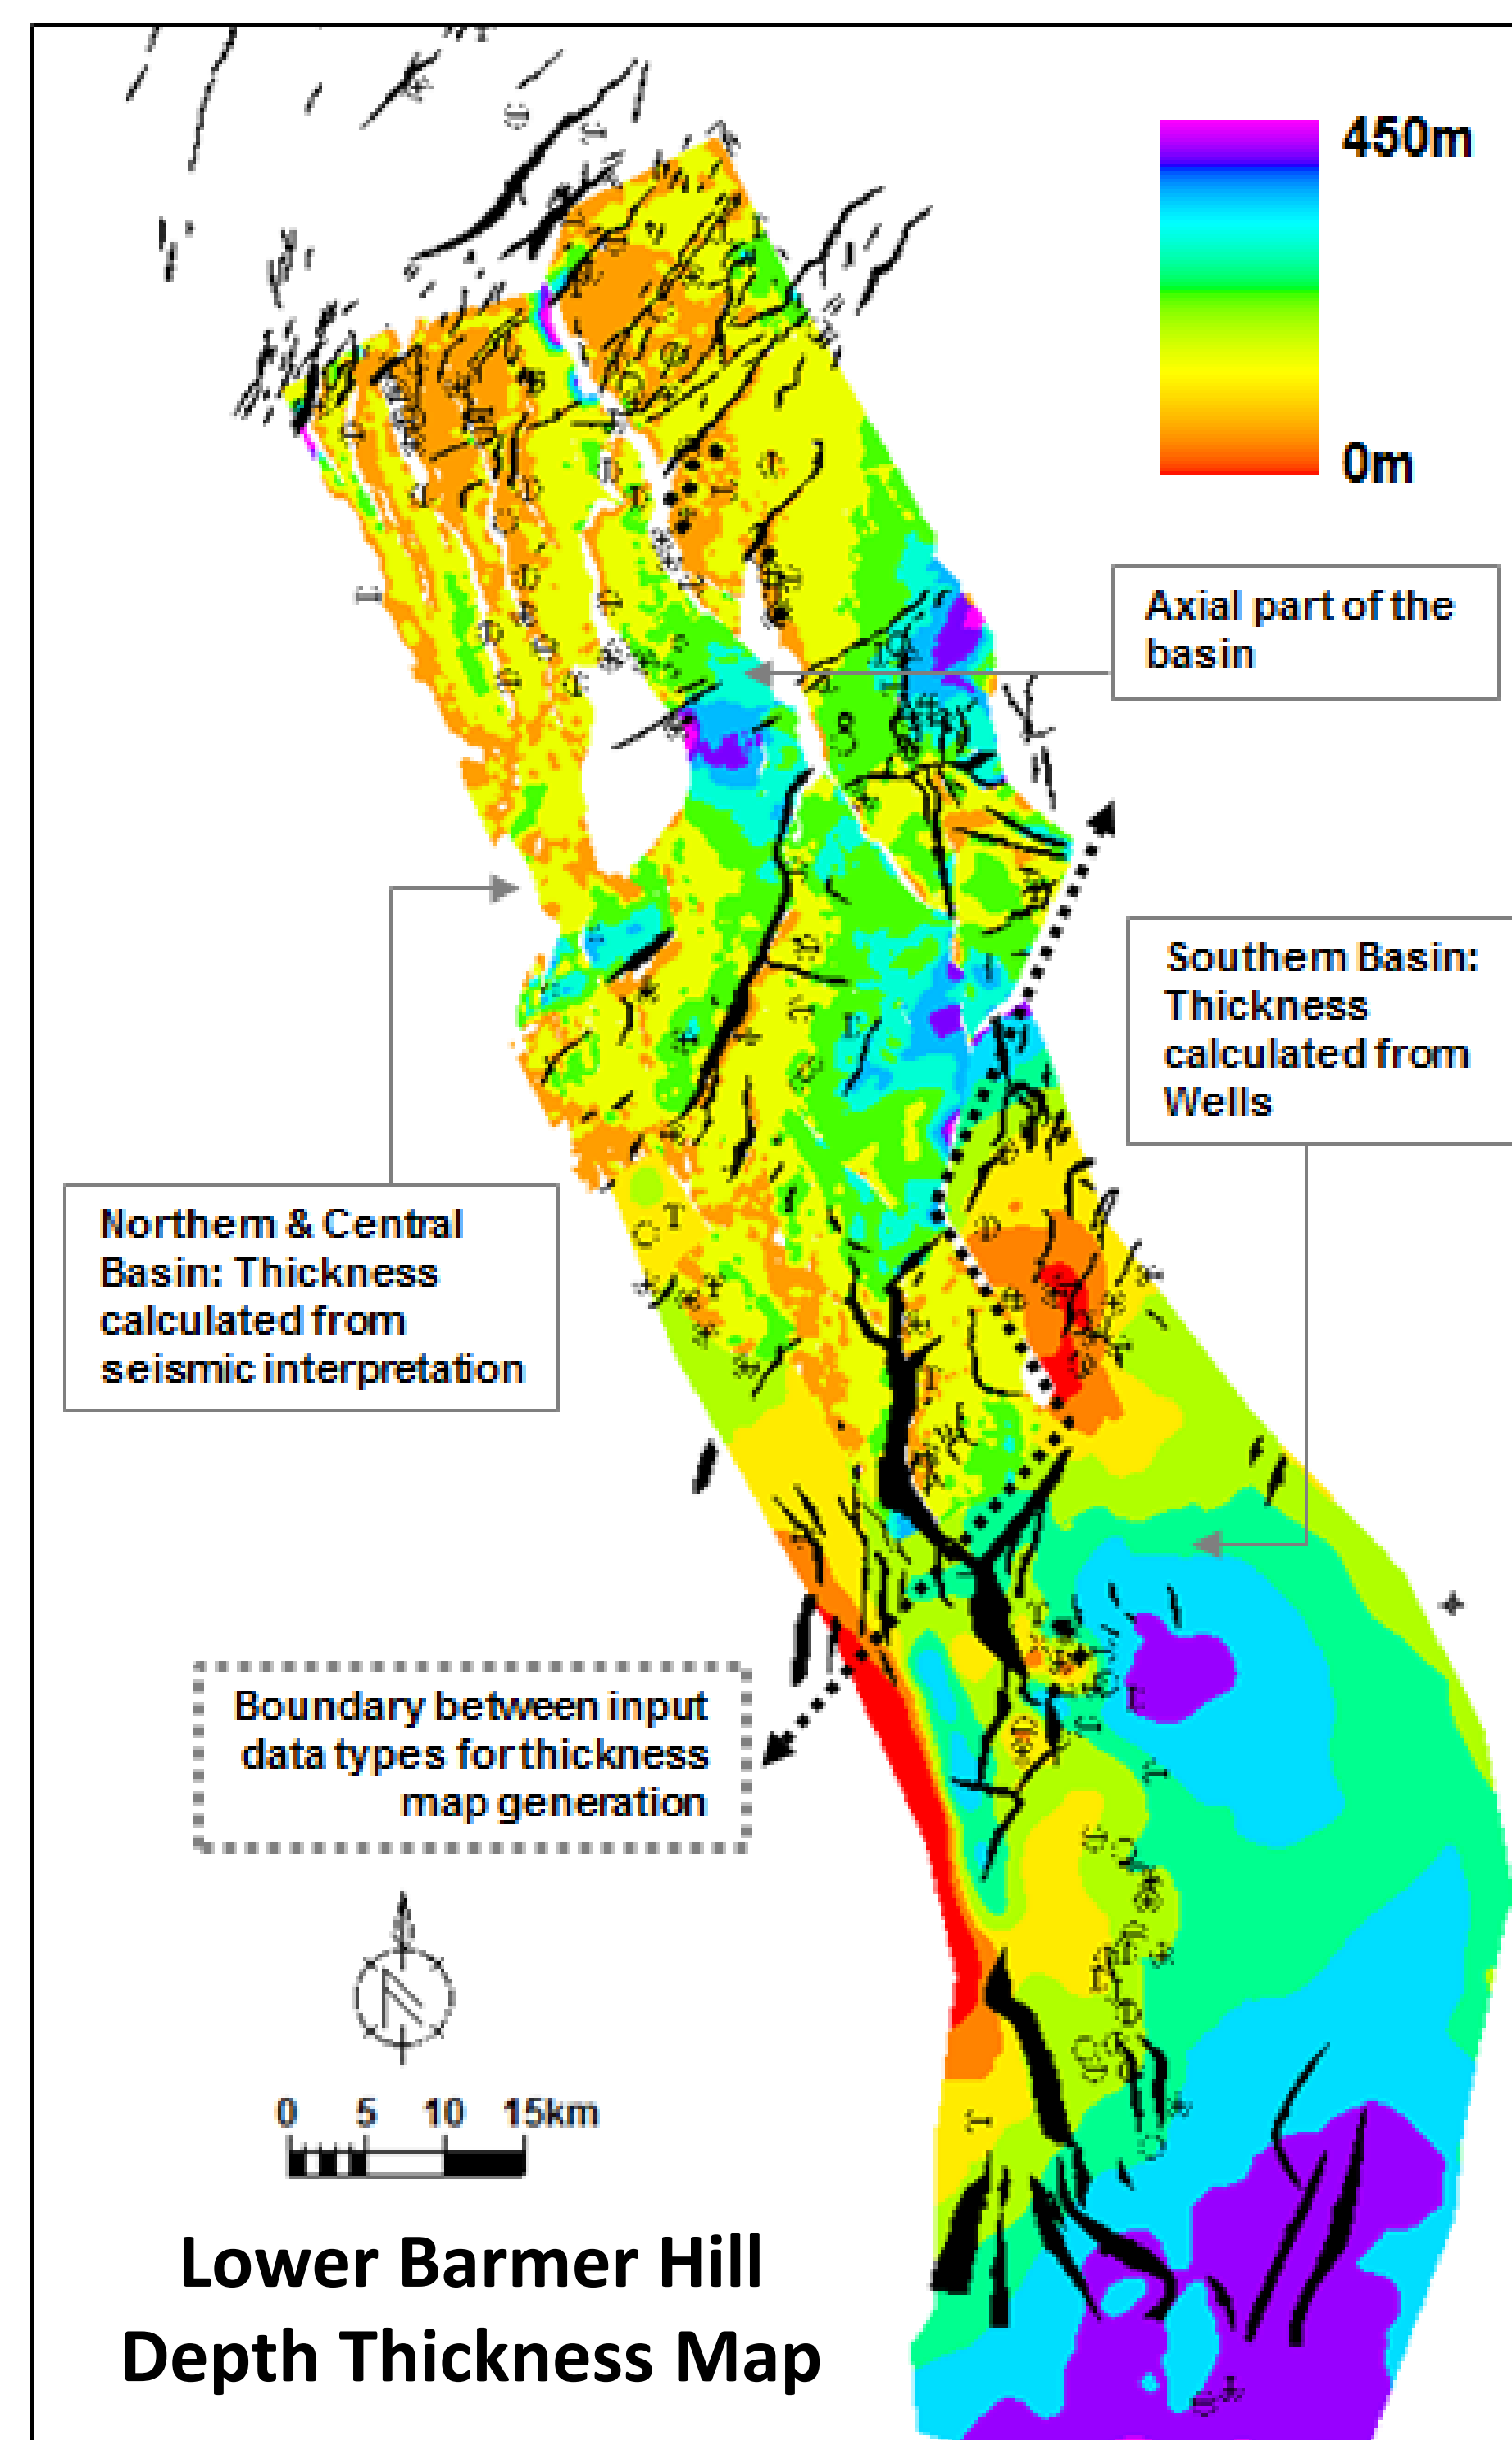 450m
0m
Axial part of the
basin
Southern Basin:
Thickness
calculated from
Wells
Northern & Central
Basin: Thickness
calculated from
seismic interpretation
Boundary between input
data types for thickness
map generation
0 5 10 15km
Lower Barmer Hill
Depth Thickness Map